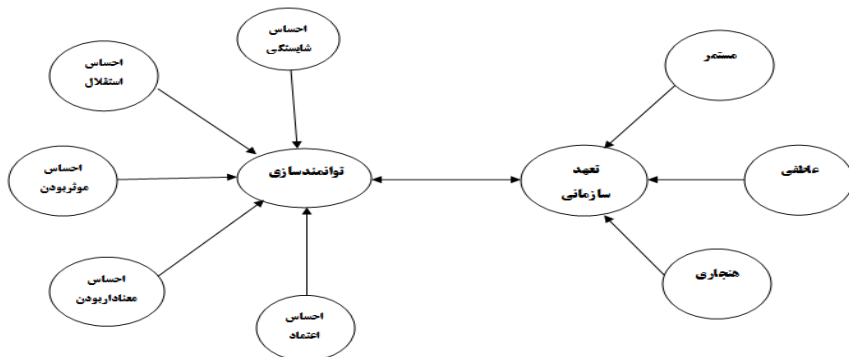 احساس
شایستگی
مستمر
احساس
استقلال
احساس
موثربودن
توانمندسازی
تعهد
سازمانی
عاطفی
احساس
معناداربودن
هنجاری
احساس
اعتماد